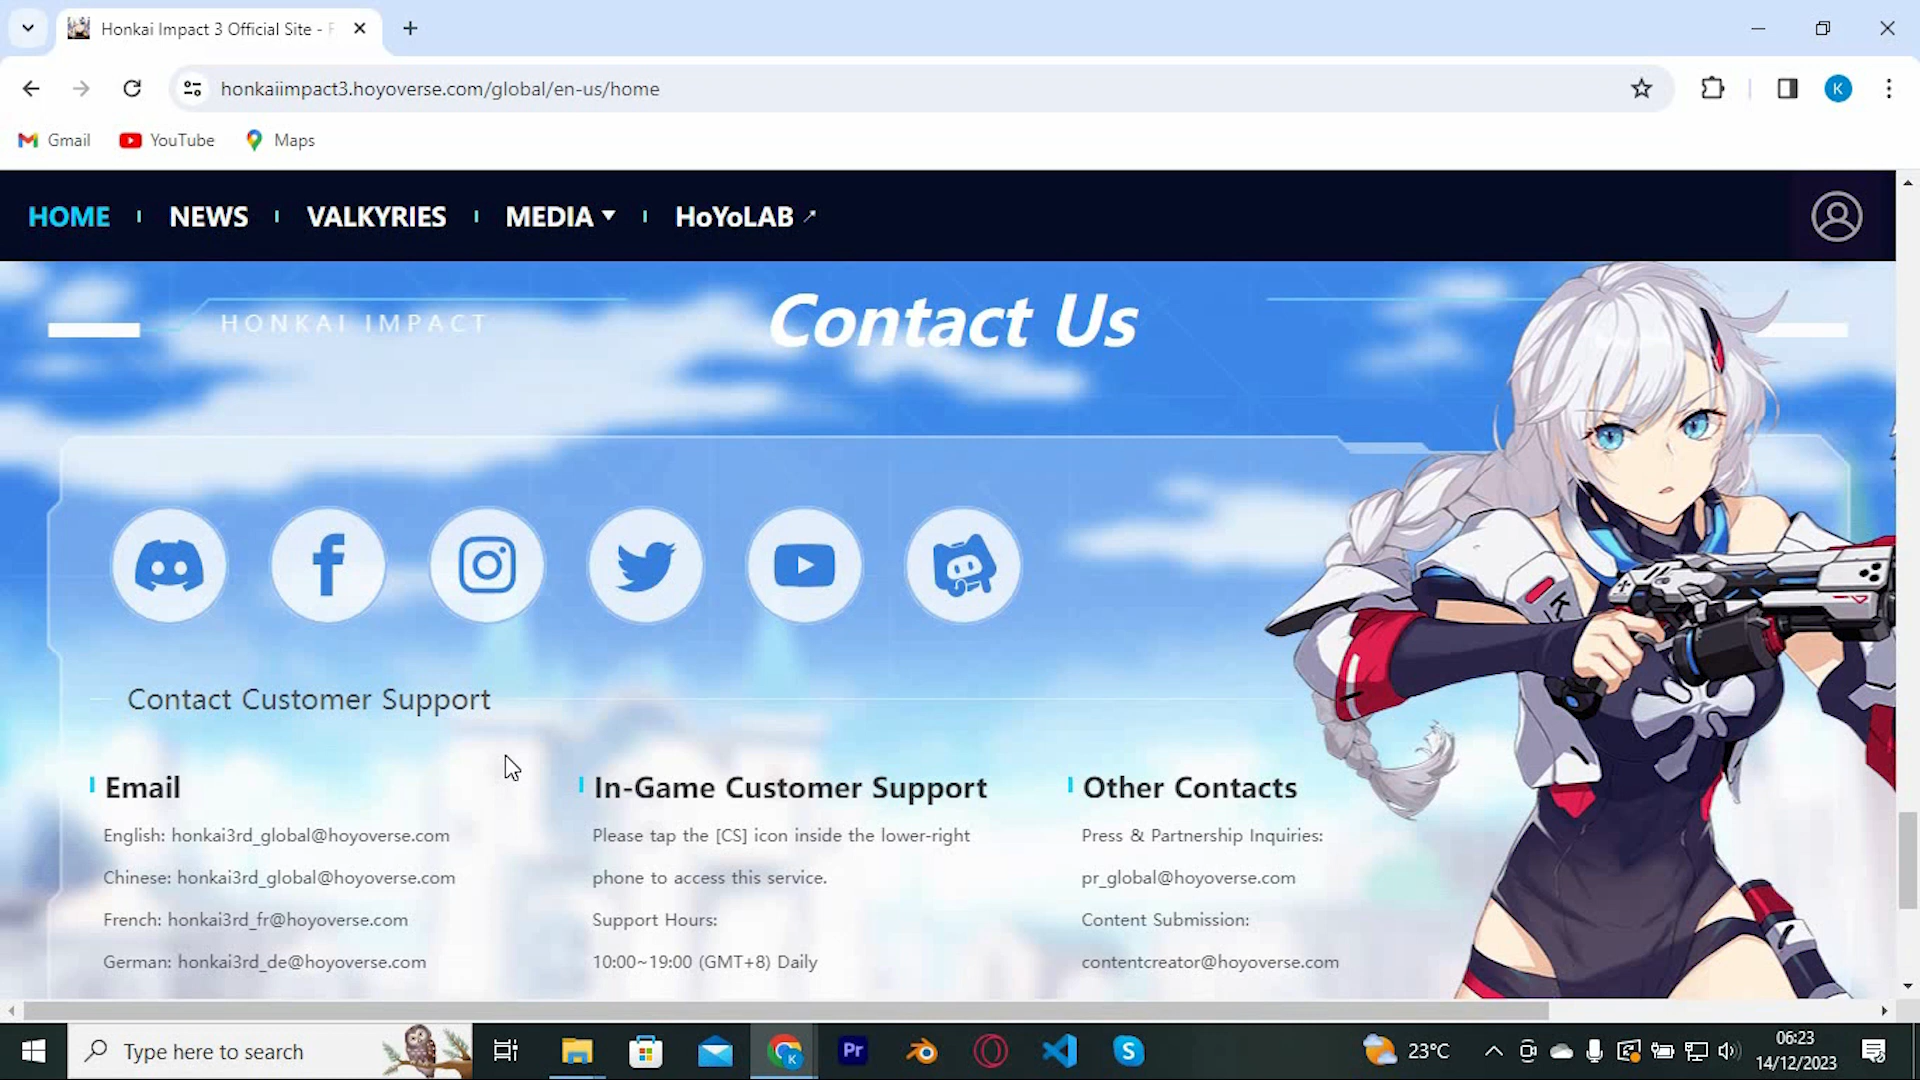 Honkai Impact 3 Official Site -
honkaiimpact3.hoyoverse.com/global/en-us/home
K
Gmail
YouTube
Maps
HOME
NEWS
VALKYRIES
MEDIA
HoYoLAB
HONKAI IMPACT
Contact Us
Contact Customer Support
Email
English: honkai3rd_global@hoyoverse.com
Chinese: honkai3rd_global@hoyoverse.com
French: honkai3rd_fr@hoyoverse.com
German: honkai3rd_de@hoyoverse.com
In-Game Customer Support
Please tap the [CS] icon inside the lower-right
phone to access this service.
Support Hours:
10:00~19:00 (GMT+8) Daily
Other Contacts
Press & Partnership Inquiries:
pr_global@hoyoverse.com
Content Submission:
contentcreator@hoyoverse.com
Type here to search
K
Pr
23°C
06:23
14/12/2023